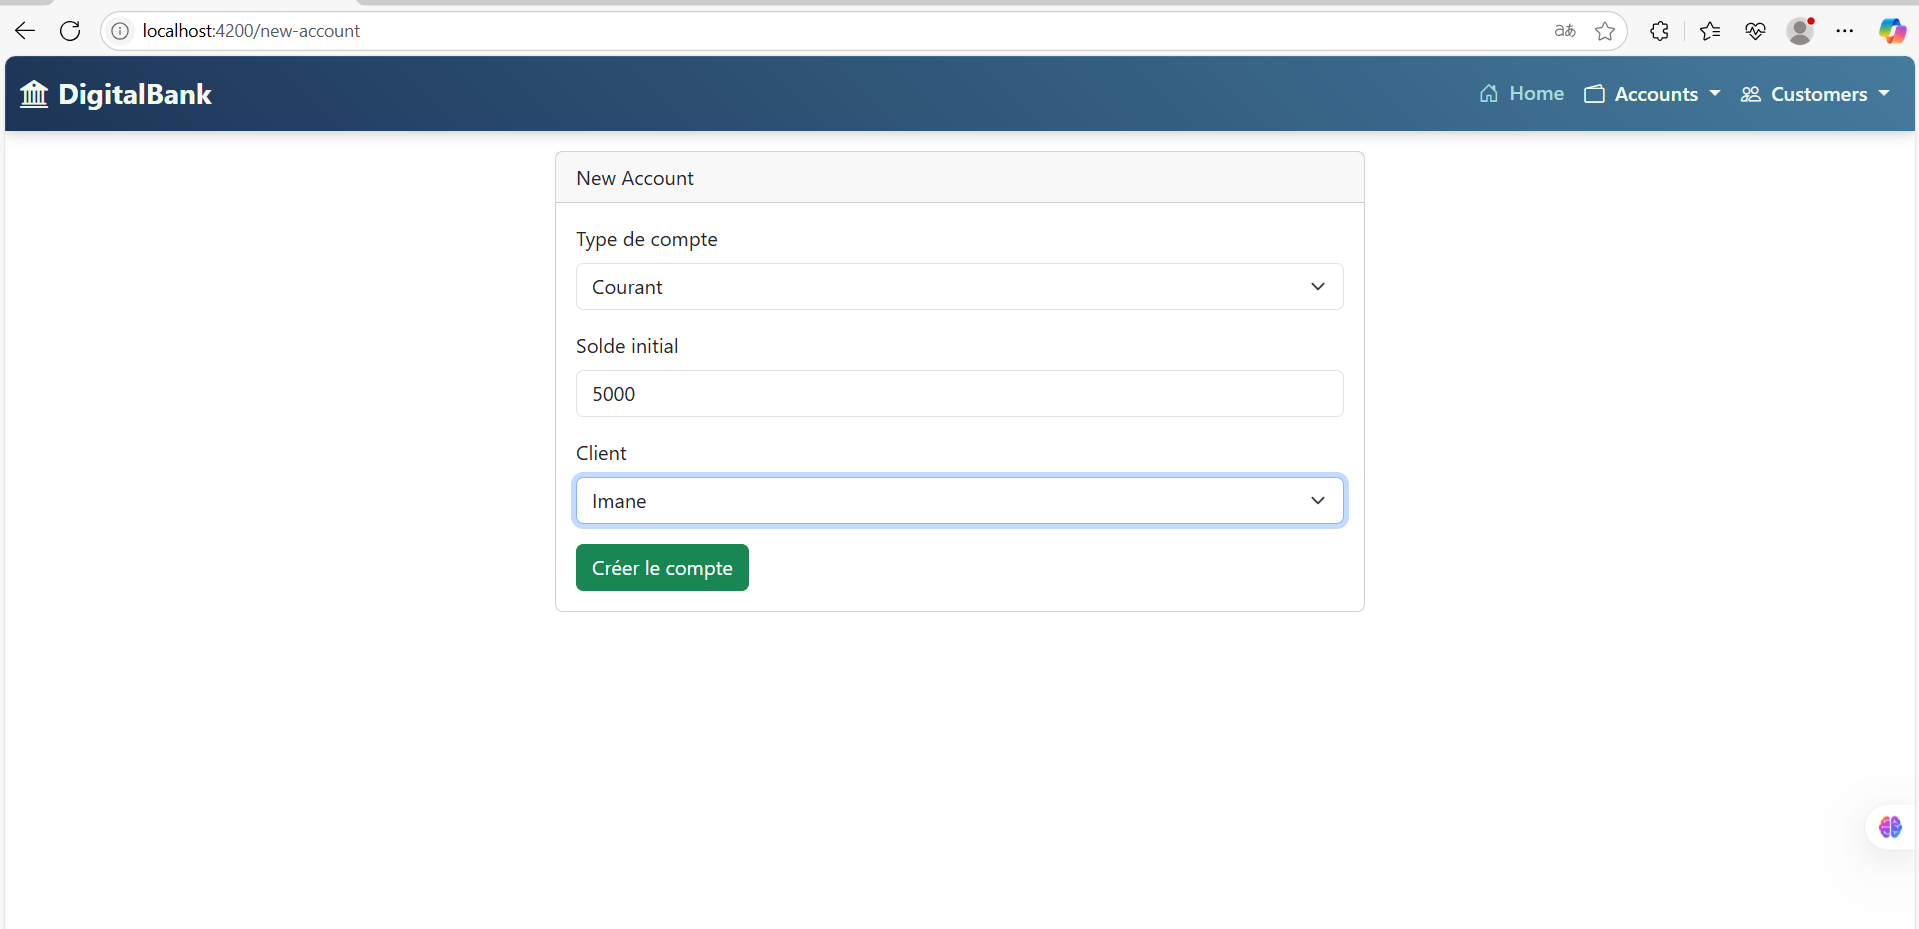 localhost:4200/new-account
DigitalBank
Home Accounts Customers
New Account
Type de compte
Courant
Solde initial
5000
Client
Imane
Créer le compte